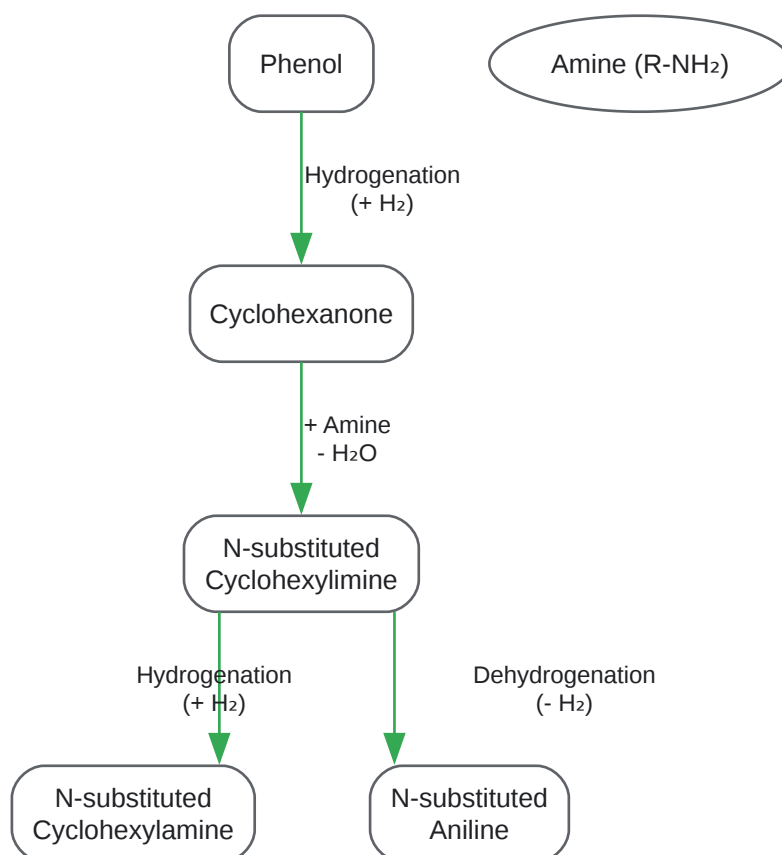 Phenol
Amine (R-NH₂)
Hydrogenation
(+ H₂)
Cyclohexanone
+ Amine
- H₂O
N-substituted
Cyclohexylimine
Hydrogenation
(+ H₂)
Dehydrogenation
(- H₂)
N-substituted
Cyclohexylamine
N-substituted
Aniline